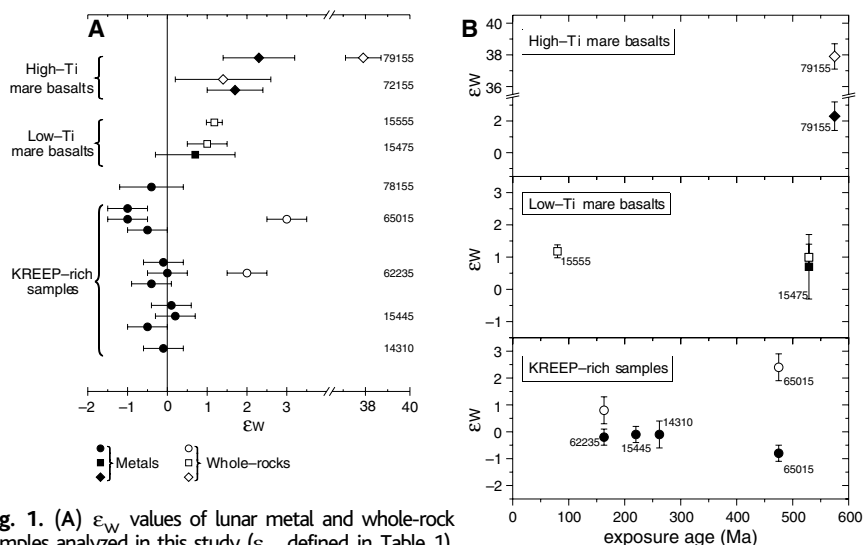 A
High–Ti
mare basalts
79155
72155
Low–Ti
mare basalts
15555
15475
78155
65015
KREEP–rich
samples
62235
15445
14310
−2 −1 0 1 2 3 38 40
εW
Metals
Whole–rocks
g. 1. (A) εW values of lunar metal and whole-rock
mples analyzed in this study (ε defined in Table 1).
B
High–Ti mare basalts
40
38
36
2
0
εW
79155
79155
Low–Ti mare basalts
3
2
1
0
−1
εW
15555
15475
KREEP–rich samples
3
2
1
0
−1
−2
εW
65015
14310
62235
15445
65015
0 100 200 300 400 500 600
exposure age (Ma)